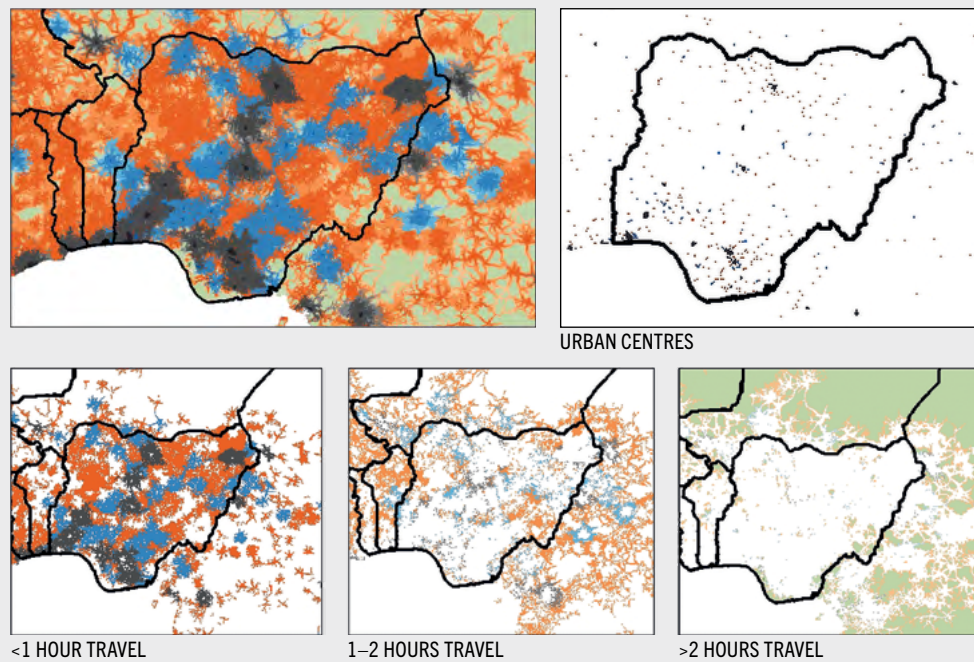 URBAN CENTRES
<1 HOUR TRAVEL
1–2 HOURS TRAVEL
>2 HOURS TRAVEL